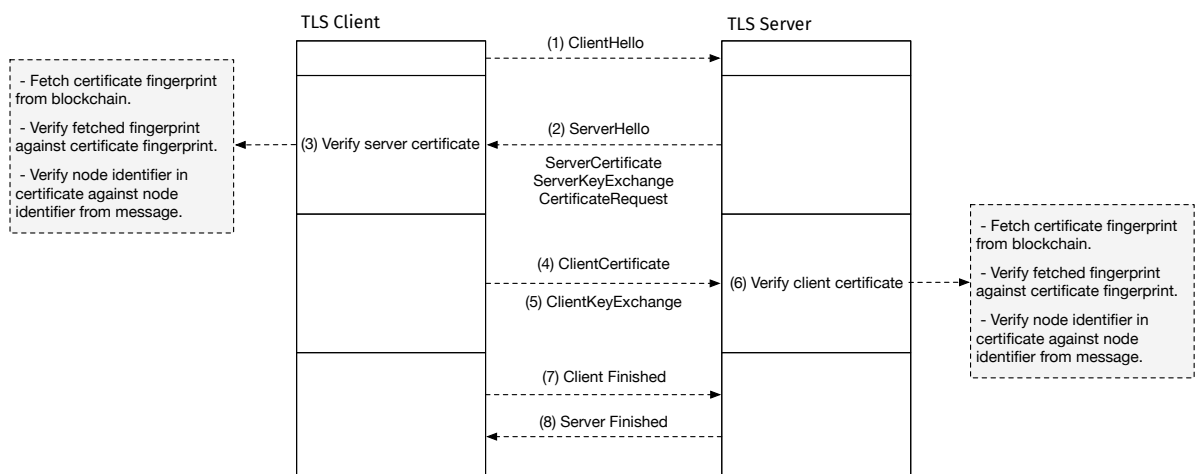 TLS Client
TLS Server
(1) ClientHello
- Fetch certificate fingerprint
from blockchain.
- Verify fetched fingerprint
against certificate fingerprint.
- Verify node identifier in
certificate against node
identifier from message.
(3) Verify server certificate
(2) ServerHello
ServerCertificate
ServerKeyExchange
CertificateRequest
(4) ClientCertificate
(5) ClientKeyExchange
(6) Verify client certificate
- Fetch certificate fingerprint
from blockchain.
- Verify fetched fingerprint
against certificate fingerprint.
- Verify node identifier in
certificate against node
identifier from message.
(7) Client Finished
(8) Server Finished